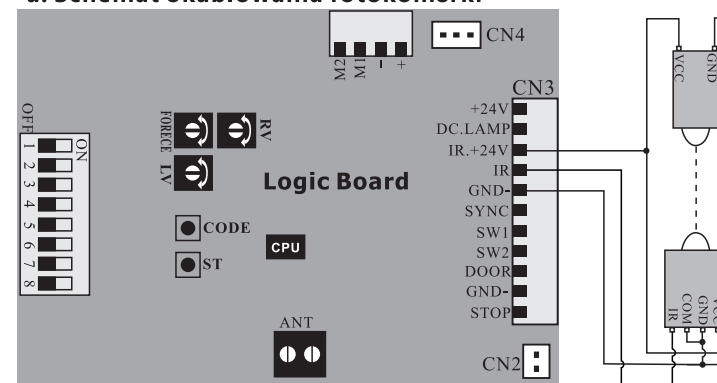 a. Schemat okablowania fotokomórki
M2
M1
-
+
CN4
CN3
+24V
DC.LAMP
IR.+24V
IR
GND-
SYNC
SW1
SW2
DOOR
GND-
STOP
CN2
OFF
ON
1
2
3
4
5
6
7
8
FORECE
RV
LV
Logic Board
CODE
ST
CPU
ANT
VCC
GND
IR
COM
GND
VCC